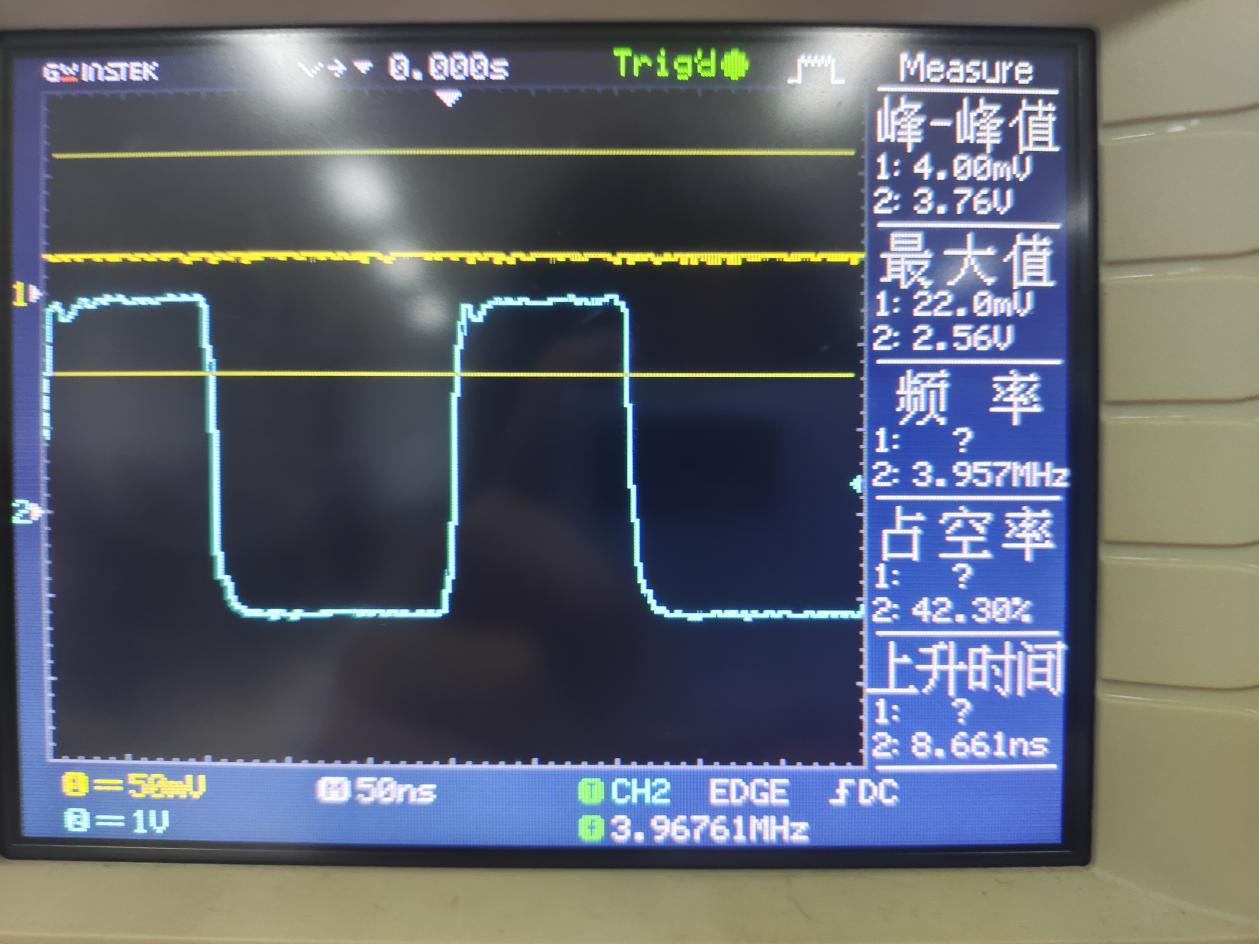 GWINSTEK 0.000s Trig'd Measure
峰-峰值
1: 4.00mV
2: 3.76V
最大值
1: 22.0mV
2: 2.56V
频率
1: ?
2: 3.957MHz
占空率
1: ?
2: 42.30%
上升时间
1: ?
2: 8.661ns
1
2
1 = 50mV M 50ns T CH2 EDGE DC
2 = 1V f 3.96761MHz